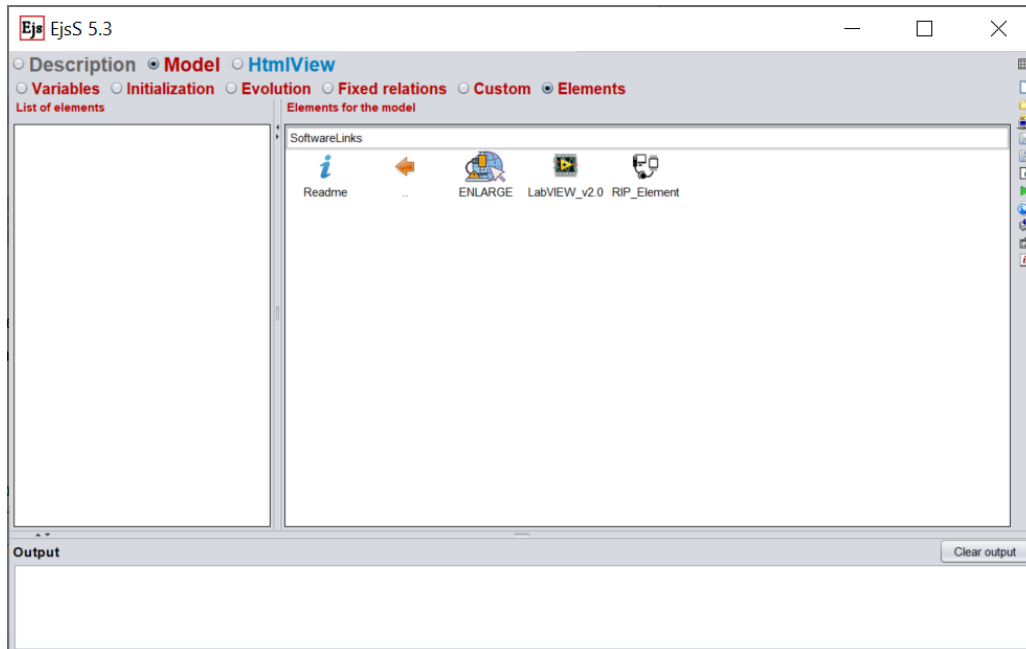 Ejs EjsS 5.3
Description Model HtmlView
Variables Initialization Evolution Fixed relations Custom Elements
List of elements
Elements for the model
SoftwareLinks
Readme .. ENLARGE LabVIEW_v2.0 RIP_Element
Output
Clear output